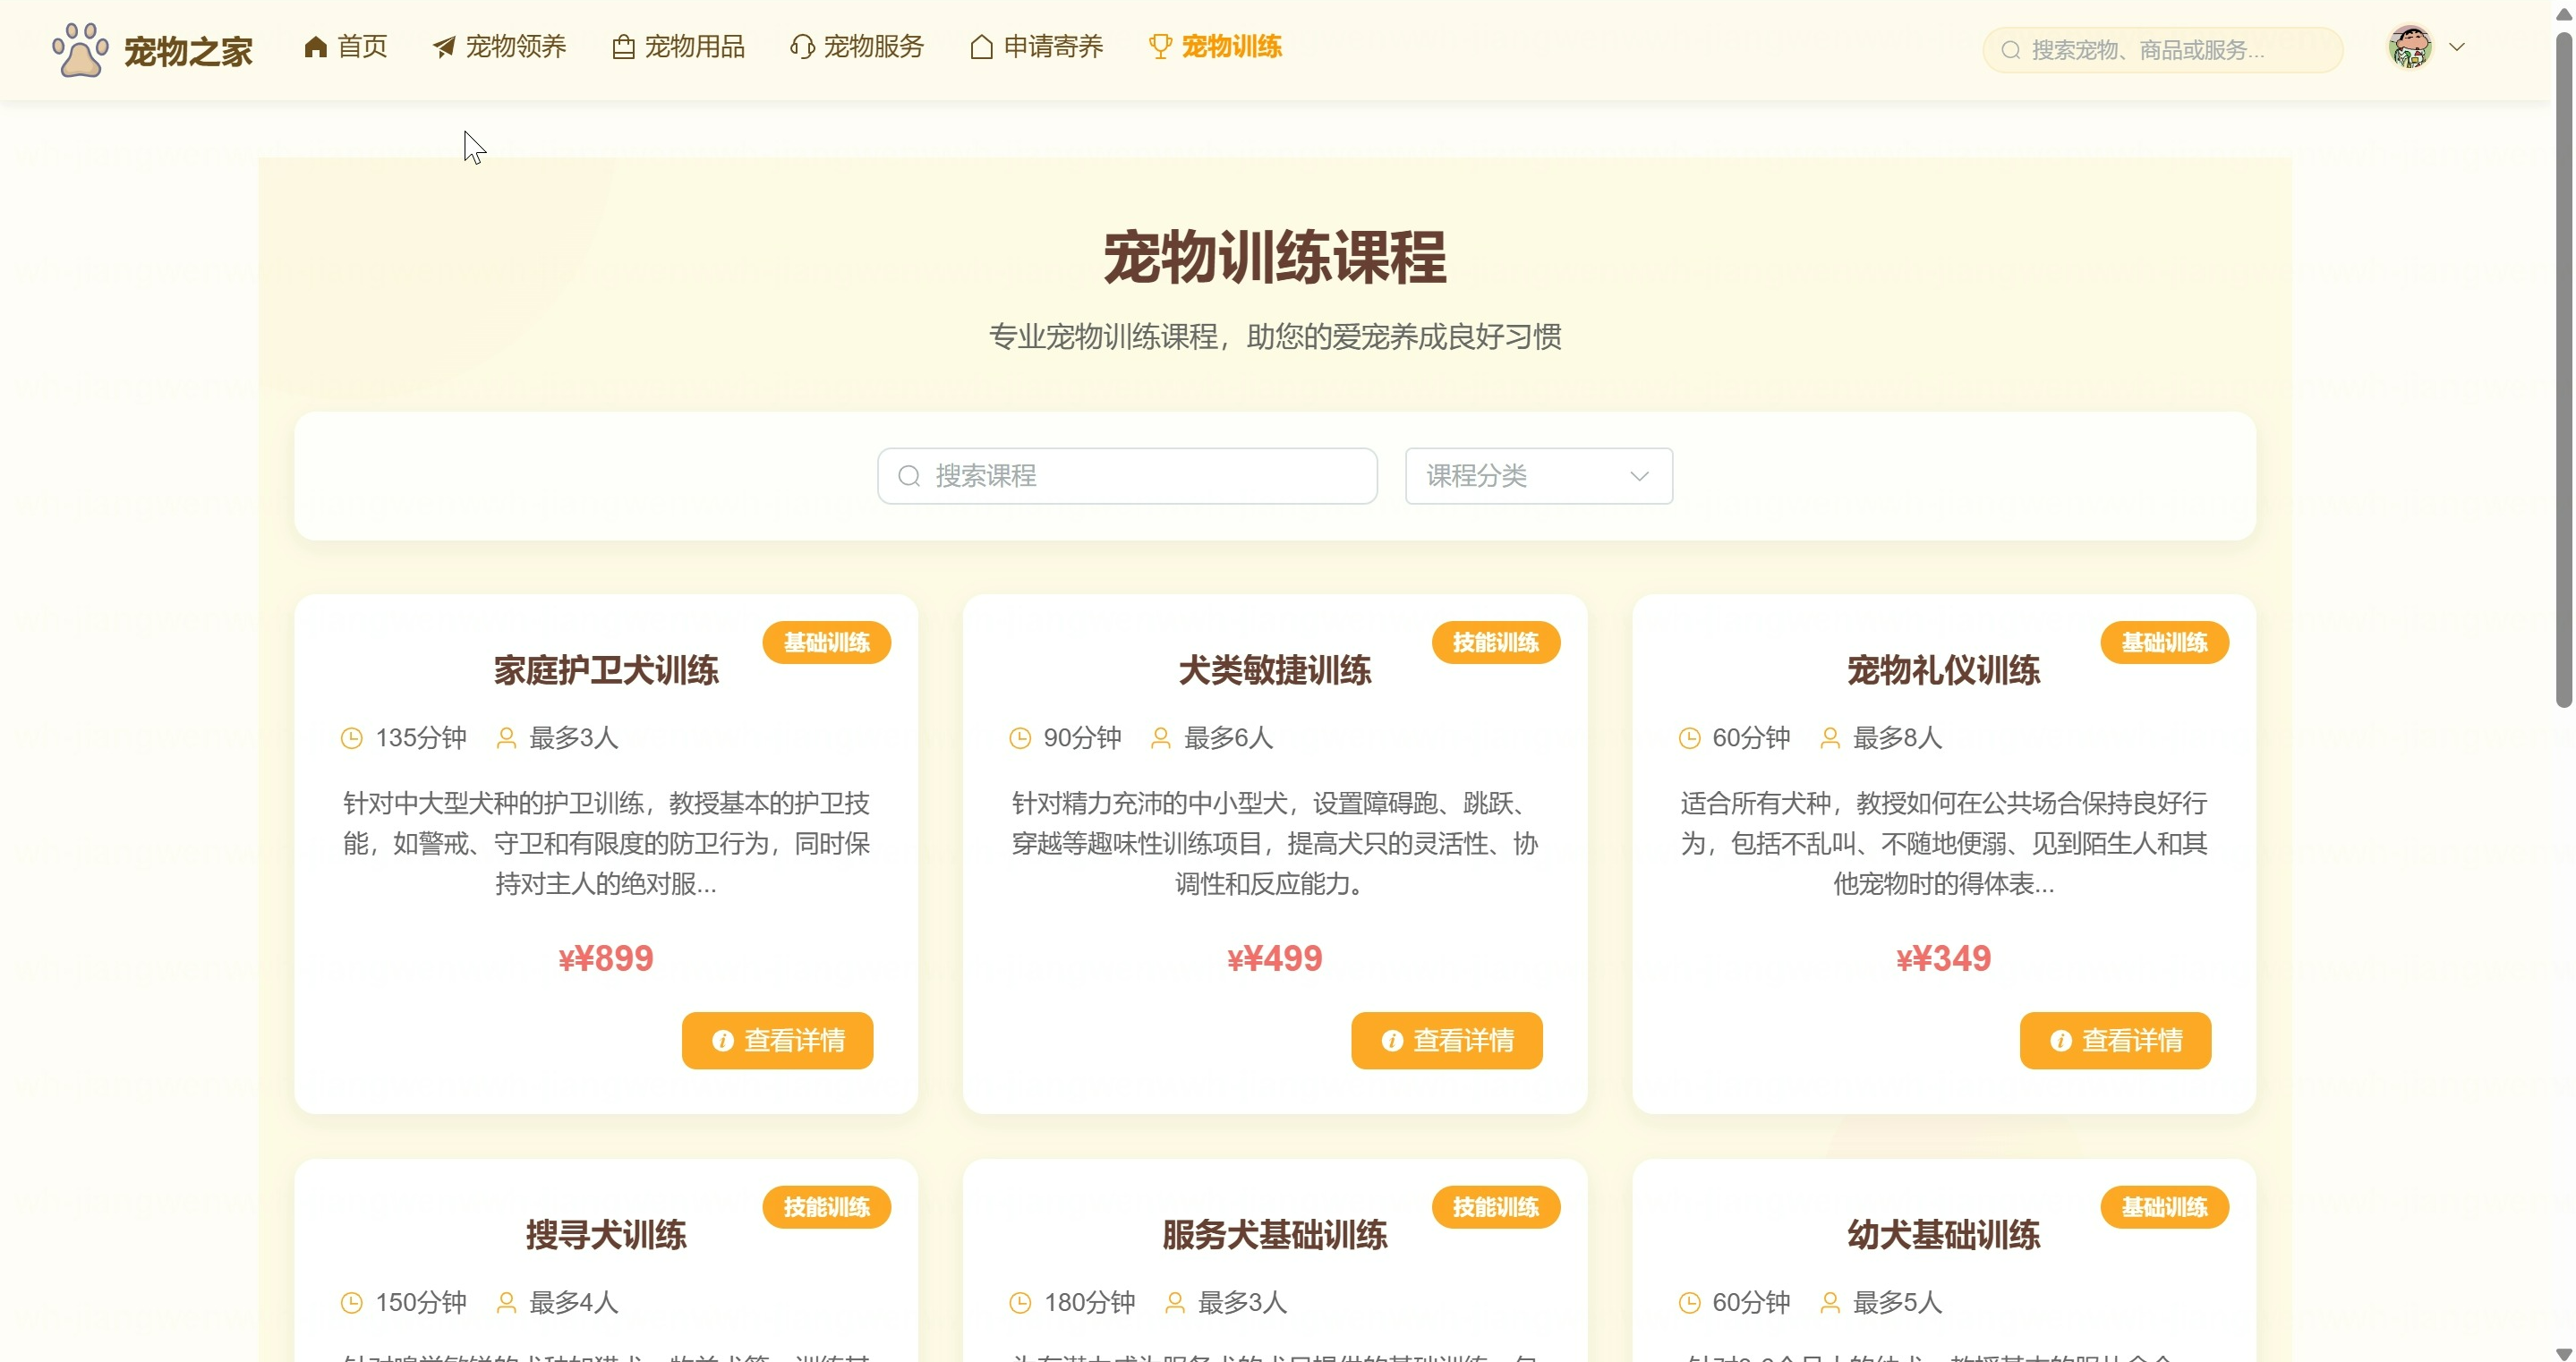 宠物之家
首页
宠物领养
宠物用品
宠物服务
申请寄养
宠物训练
搜索宠物、商品或服务...
宠物训练课程
专业宠物训练课程，助您的爱宠养成良好习惯
搜索课程
课程分类
基础训练
家庭护卫犬训练
135分钟 最多3人
针对中大型犬种的护卫训练，教授基本的护卫技
能，如警戒、守卫和有限度的防卫行为，同时保
持对主人的绝对服...
¥¥899
查看详情
技能训练
犬类敏捷训练
90分钟 最多6人
针对精力充沛的中小型犬，设置障碍跑、跳跃、
穿越等趣味性训练项目，提高犬只的灵活性、协
调性和反应能力。
¥¥499
查看详情
基础训练
宠物礼仪训练
60分钟 最多8人
适合所有犬种，教授如何在公共场合保持良好行
为，包括不乱叫、不随地便溺、见到陌生人和其
他宠物时的得体表...
¥¥349
查看详情
技能训练
搜寻犬训练
150分钟 最多4人
技能训练
服务犬基础训练
180分钟 最多3人
基础训练
幼犬基础训练
60分钟 最多5人